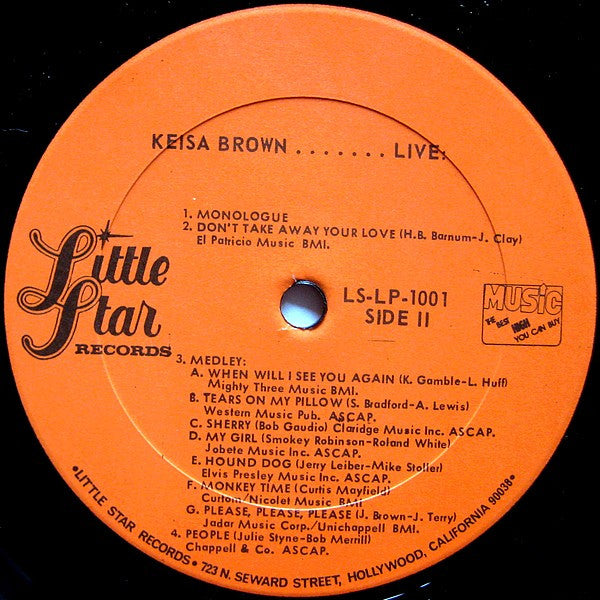 KEISA BROWN ....... LIVE:
1. MONOLOGUE
2. DON'T TAKE AWAY YOUR LOVE (H.B. Barnum-J. Clay)
El Patricio Music BMI.
Little
Star
RECORDS
LS-LP-1001
SIDE II
MUSIC
THE BEST HIGH YOU CAN BUY
3. MEDLEY:
A. WHEN WILL I SEE YOU AGAIN (K. Gamble-L. Huff)
Mighty Three Music BMI.
B. TEARS ON MY PILLOW (S. Bradford-A. Lewis)
Western Music Pub. ASCAP.
C. SHERRY (Bob Gaudio) Claridge Music Inc. ASCAP.
D. MY GIRL (Smokey Robinson-Roland White)
Jobete Music Inc. ASCAP.
E. HOUND DOG (Jerry Leiber-Mike Stoller)
Elvis Presley Music Inc. ASCAP.
F. MONKEY TIME (Curtis Mayfield)
Curtom/Nicolet Music BMI
G. PLEASE, PLEASE, PLEASE (J. Brown-J. Terry)
Jadar Music Corp./Unichappell BMI.
4. PEOPLE (Julie Styne-Bob Merrill)
Chappell & Co. ASCAP.
•LITTLE STAR RECORDS• 723 N. SEWARD STREET, HOLLYWOOD, CALIFORNIA 90038•